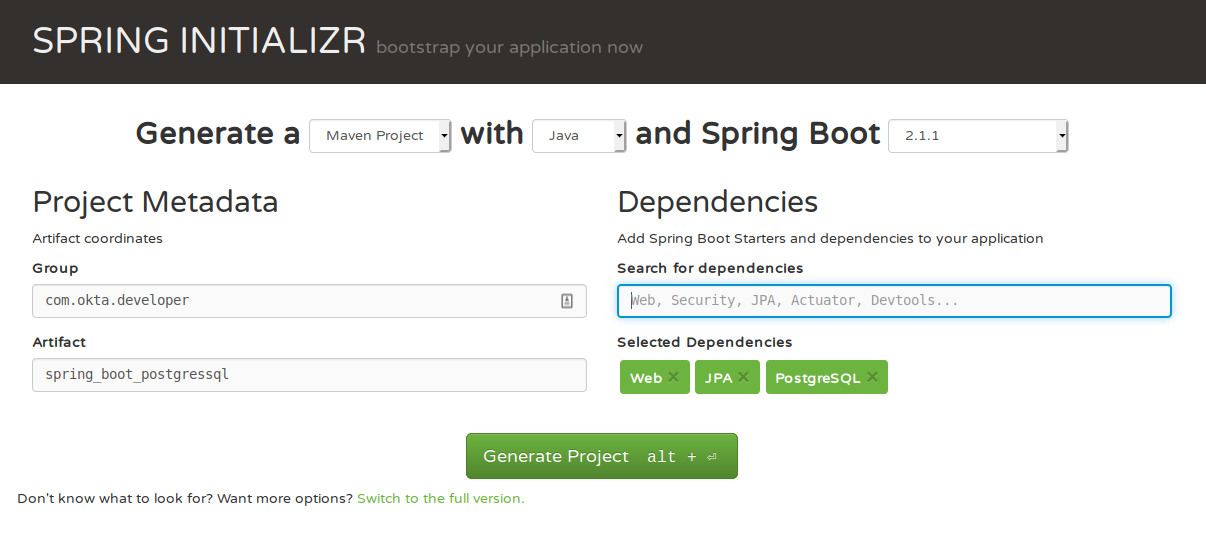 SPRING INITIALIZR bootstrap your application now
Generate a Maven Project with Java and Spring Boot 2.1.1
Project Metadata
Artifact coordinates
Group
com.okta.developer
Artifact
spring_boot_postgressql
Dependencies
Add Spring Boot Starters and dependencies to your application
Search for dependencies
Web, Security, JPA, Actuator, Devtools...
Selected Dependencies
Web × JPA × PostgreSQL ×
Generate Project alt + ⏎
Don't know what to look for? Want more options? Switch to the full version.